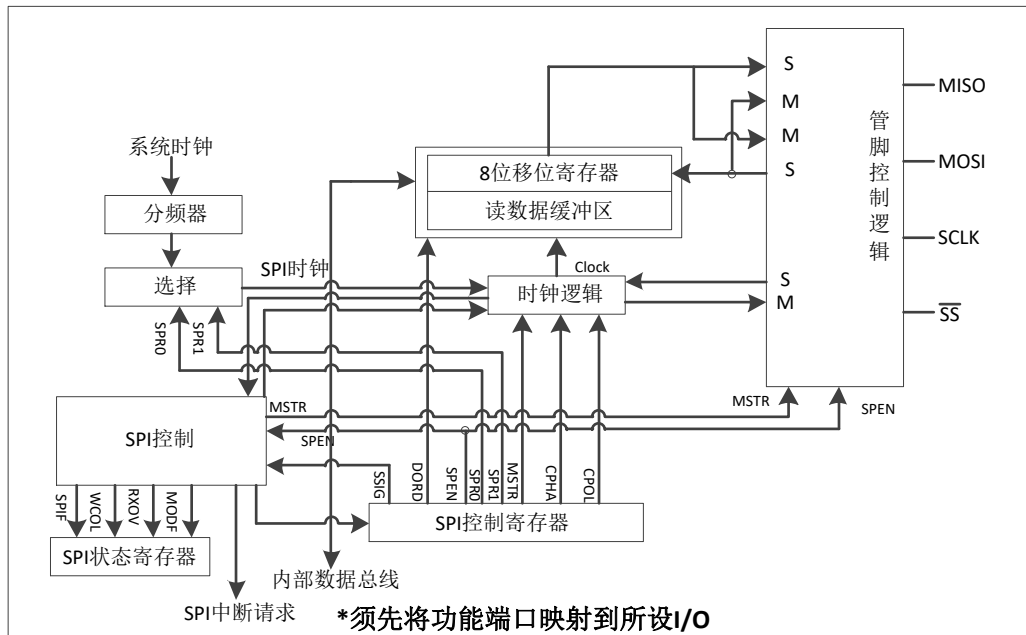 系统时钟
分频器
选择
SPI时钟
SPR0
SPR1
8位移位寄存器
读数据缓冲区
Clock
时钟逻辑
S
M
M
S
S
M
管脚控制逻辑
MISO
MOSI
SCLK
SS
MSTR
SPEN
SPI控制
MSTR
SPEN
SSIG
DORD
SPEN
SPR0
SPR1
MSTR
CPHA
CPOL
SPI控制寄存器
SPIF
WCOL
RXOV
MODF
SPI状态寄存器
SPI中断请求
内部数据总线
*须先将功能端口映射到所设I/O